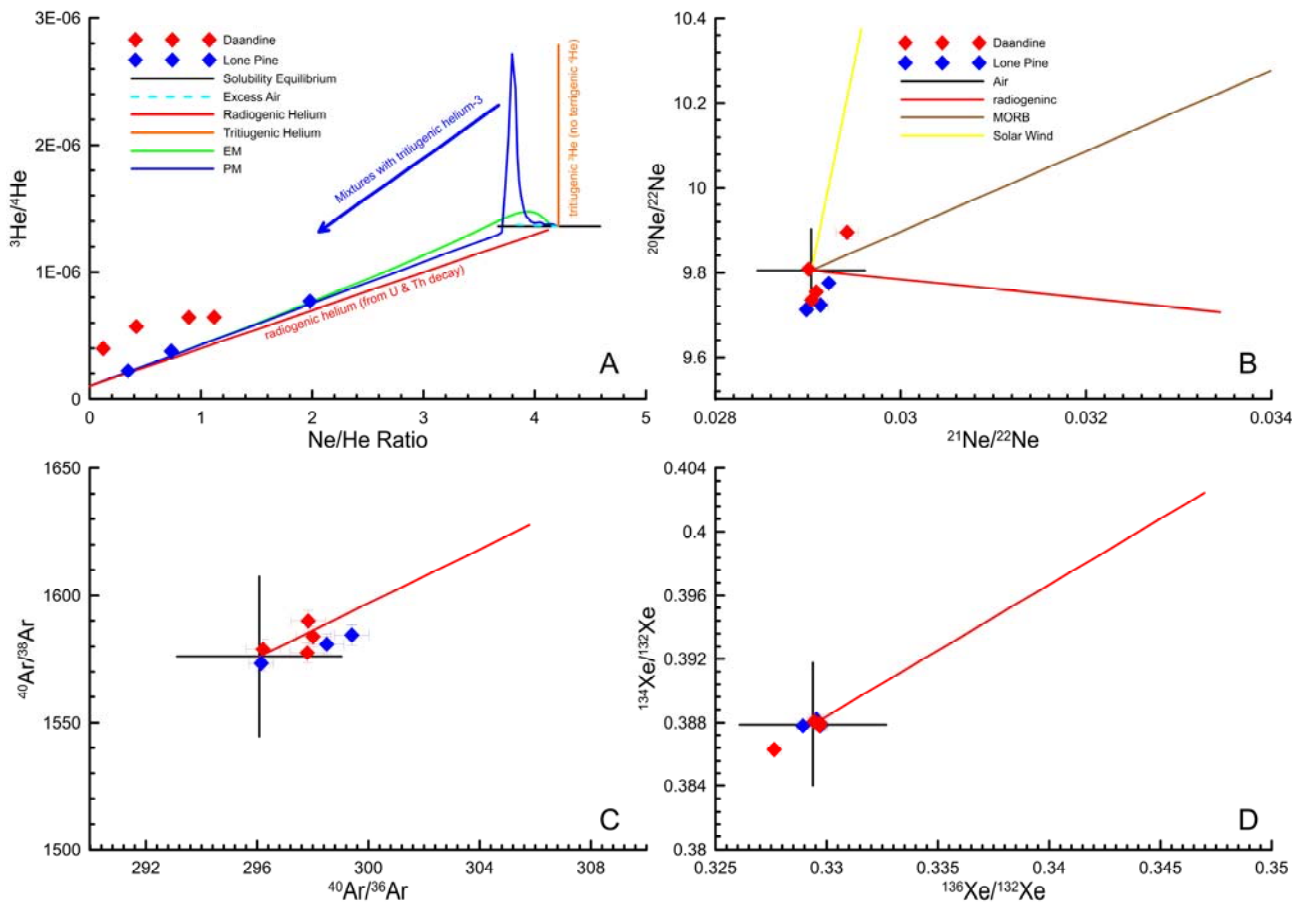 3E-06
2E-06
1E-06
0
³He/⁴He
Daandine
Lone Pine
Solubility Equilibrium
Excess Air
Radiogenic Helium
Tritiugenic Helium
EM
PM
Mixtures with tritiugenic helium-3
tritiugenic ³He (no terrigenic ⁴He)
radiogenic helium (from U & Th decay)
A
0 1 2 3 4 5
Ne/He Ratio
10.4
10.2
10
9.8
9.6
²⁰Ne/²²Ne
Daandine
Lone Pine
Air
radiogeninc
MORB
Solar Wind
B
0.028 0.03 0.032 0.034
²¹Ne/²²Ne
1650
1600
1550
1500
⁴⁰Ar/³⁸Ar
C
292 296 300 304 308
⁴⁰Ar/³⁶Ar
0.404
0.4
0.396
0.392
0.388
0.384
0.38
¹³⁴Xe/¹³²Xe
D
0.325 0.33 0.335 0.34 0.345 0.35
¹³⁶Xe/¹³²Xe